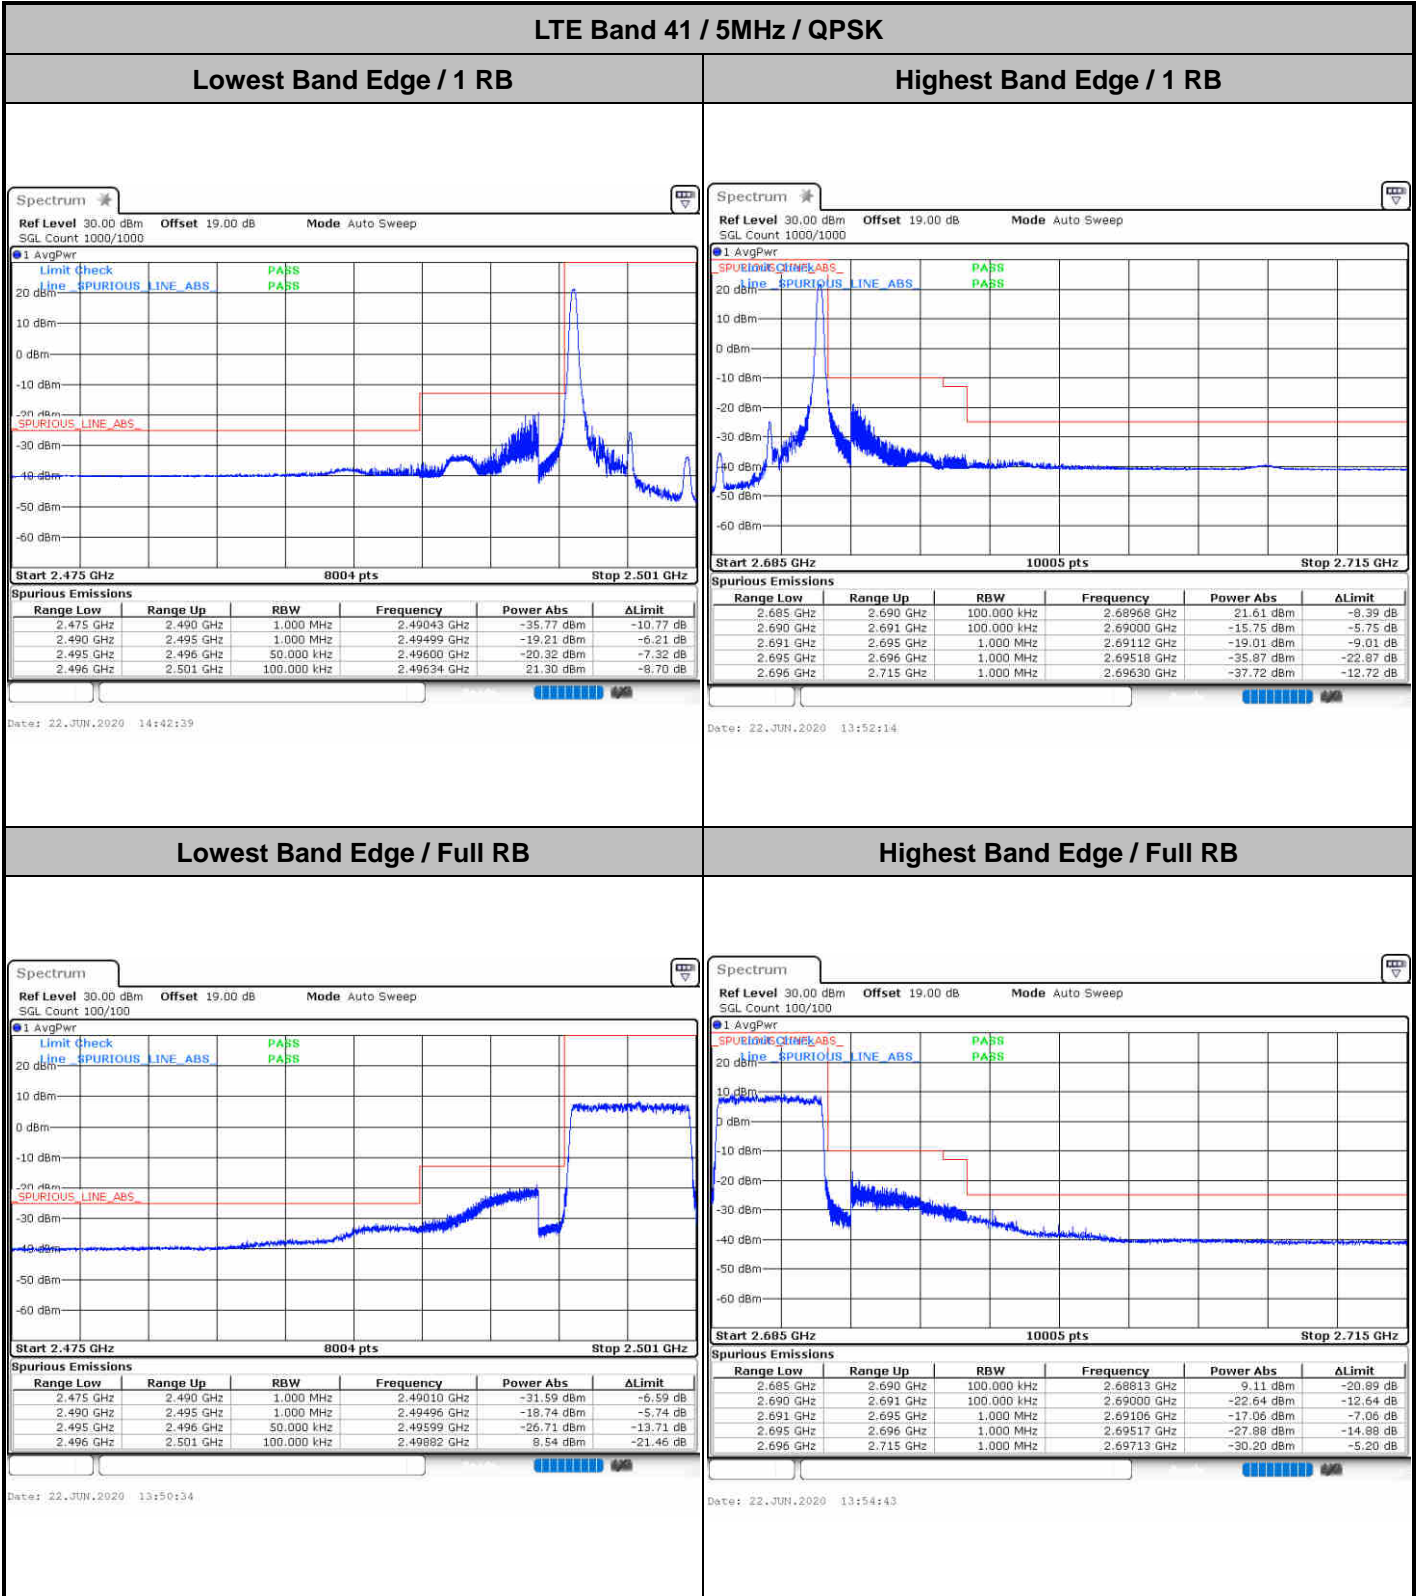 LTE Band 41 / 5MHz / QPSK
Lowest Band Edge / 1 RB
Highest Band Edge / 1 RB
Spectrum
Ref Level 30.00 dBm Offset 19.00 dB Mode Auto Sweep
SGL Count 1000/1000
1 AvgPwr
Limit Check PASS
Line _SPURIOUS_LINE_ABS_ PASS
20 dBm
10 dBm
0 dBm
-10 dBm
-20 dBm
_SPURIOUS_LINE_ABS_
-30 dBm
-40 dBm
-50 dBm
-60 dBm
Start 2.475 GHz 8004 pts Stop 2.501 GHz
Spurious Emissions
Range Low Range Up RBW Frequency Power Abs ΔLimit
2.475 GHz 2.490 GHz 1.000 MHz 2.49043 GHz -35.77 dBm -10.77 dB
2.490 GHz 2.495 GHz 1.000 MHz 2.49499 GHz -19.21 dBm -6.21 dB
2.495 GHz 2.496 GHz 50.000 kHz 2.49600 GHz -20.32 dBm -7.32 dB
2.496 GHz 2.501 GHz 100.000 kHz 2.49634 GHz 21.30 dBm -8.70 dB
Date: 22.JUN.2020 14:42:39
Spectrum
Ref Level 30.00 dBm Offset 19.00 dB Mode Auto Sweep
SGL Count 1000/1000
1 AvgPwr
_SPURIOUS_LINE_ABS_
Limit Check PASS
Line _SPURIOUS_LINE_ABS_ PASS
20 dBm
10 dBm
0 dBm
-10 dBm
-20 dBm
-30 dBm
-40 dBm
-50 dBm
-60 dBm
Start 2.685 GHz 10005 pts Stop 2.715 GHz
Spurious Emissions
Range Low Range Up RBW Frequency Power Abs ΔLimit
2.685 GHz 2.690 GHz 100.000 kHz 2.68968 GHz 21.61 dBm -8.39 dB
2.690 GHz 2.691 GHz 100.000 kHz 2.69000 GHz -15.75 dBm -5.75 dB
2.691 GHz 2.695 GHz 1.000 MHz 2.69112 GHz -19.01 dBm -9.01 dB
2.695 GHz 2.696 GHz 1.000 MHz 2.69518 GHz -35.87 dBm -22.87 dB
2.696 GHz 2.715 GHz 1.000 MHz 2.69630 GHz -37.72 dBm -12.72 dB
Date: 22.JUN.2020 13:52:14
Lowest Band Edge / Full RB
Highest Band Edge / Full RB
Spectrum
Ref Level 30.00 dBm Offset 19.00 dB Mode Auto Sweep
SGL Count 100/100
1 AvgPwr
Limit Check PASS
Line _SPURIOUS_LINE_ABS_ PASS
20 dBm
10 dBm
0 dBm
-10 dBm
-20 dBm
_SPURIOUS_LINE_ABS_
-30 dBm
-40 dBm
-50 dBm
-60 dBm
Start 2.475 GHz 8004 pts Stop 2.501 GHz
Spurious Emissions
Range Low Range Up RBW Frequency Power Abs ΔLimit
2.475 GHz 2.490 GHz 1.000 MHz 2.49010 GHz -31.59 dBm -6.59 dB
2.490 GHz 2.495 GHz 1.000 MHz 2.49496 GHz -18.74 dBm -5.74 dB
2.495 GHz 2.496 GHz 50.000 kHz 2.49599 GHz -26.71 dBm -13.71 dB
2.496 GHz 2.501 GHz 100.000 kHz 2.49882 GHz 8.54 dBm -21.46 dB
Date: 22.JUN.2020 13:50:34
Spectrum
Ref Level 30.00 dBm Offset 19.00 dB Mode Auto Sweep
SGL Count 100/100
1 AvgPwr
_SPURIOUS_LINE_ABS_
Limit Check PASS
Line _SPURIOUS_LINE_ABS_ PASS
20 dBm
10 dBm
0 dBm
-10 dBm
-20 dBm
-30 dBm
-40 dBm
-50 dBm
-60 dBm
Start 2.685 GHz 10005 pts Stop 2.715 GHz
Spurious Emissions
Range Low Range Up RBW Frequency Power Abs ΔLimit
2.685 GHz 2.690 GHz 100.000 kHz 2.68813 GHz 9.11 dBm -20.89 dB
2.690 GHz 2.691 GHz 100.000 kHz 2.69000 GHz -22.64 dBm -12.64 dB
2.691 GHz 2.695 GHz 1.000 MHz 2.69106 GHz -17.06 dBm -7.06 dB
2.695 GHz 2.696 GHz 1.000 MHz 2.69517 GHz -27.88 dBm -14.88 dB
2.696 GHz 2.715 GHz 1.000 MHz 2.69713 GHz -30.20 dBm -5.20 dB
Date: 22.JUN.2020 13:54:43